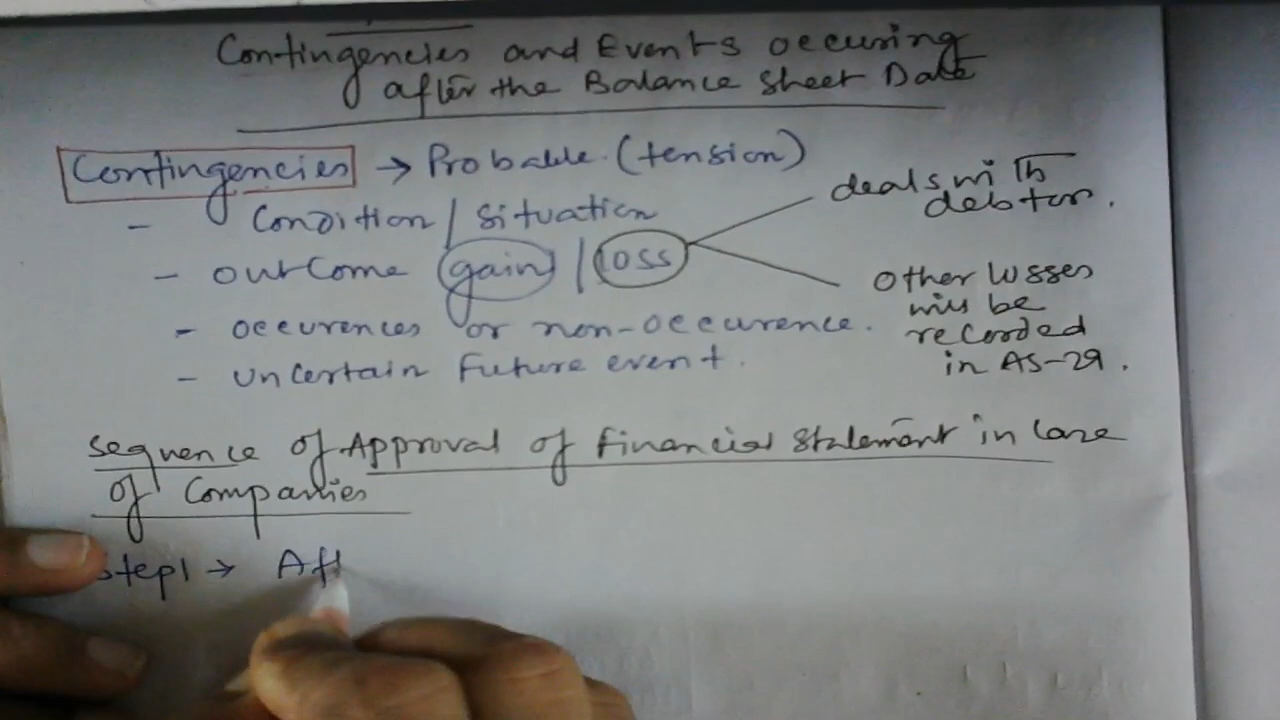 Contingencies and Events occuring
after the Balance Sheet Date
Contingencies → Probable (tension)
- Condition / Situation
- outcome gain / loss
deals with
debtor.
other losses
will be
recorded
in AS-29.
- occurences or non-occurence.
- uncertain future event.
Sequence of Approval of Financial Statement in Case
of Companies
Step1 → Aft